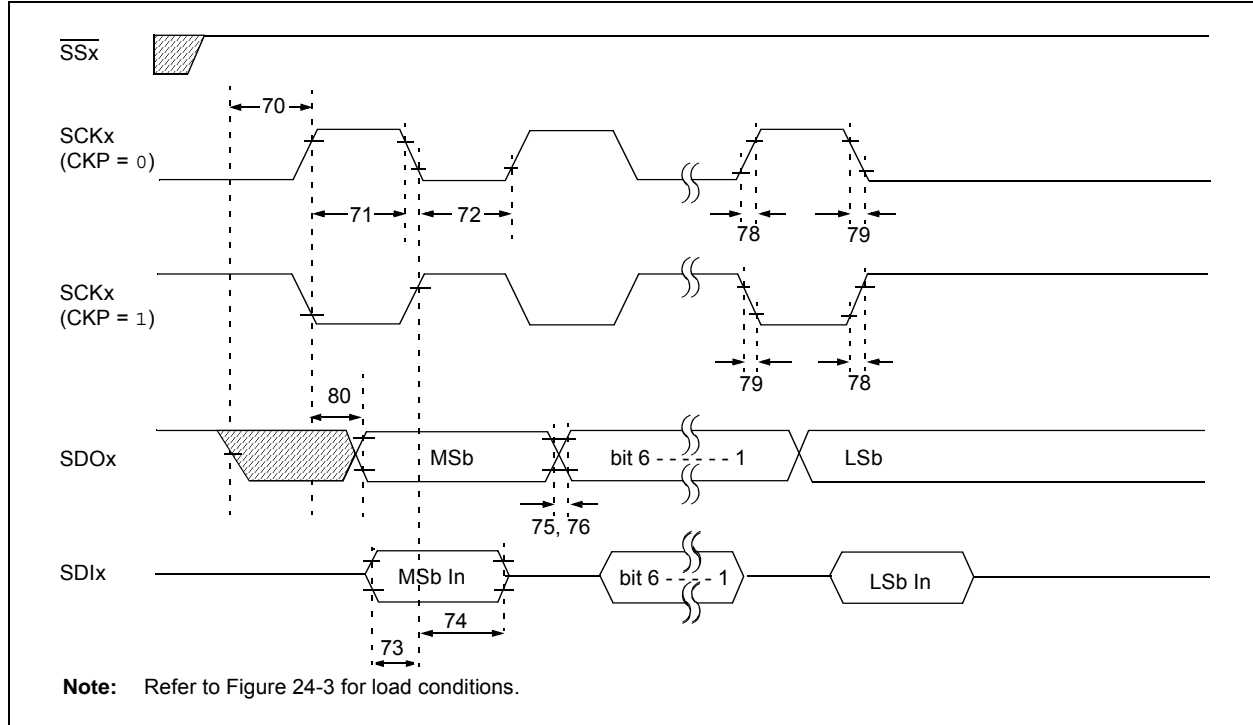 SSx
70
SCKx
(CKP = 0)
71
72
78
79
SCKx
(CKP = 1)
79
78
80
SDOx
MSb
bit 6 - - - - - - 1
LSb
75, 76
SDIx
MSb In
bit 6 - - - - 1
LSb In
74
73
Note: Refer to Figure 24-3 for load conditions.